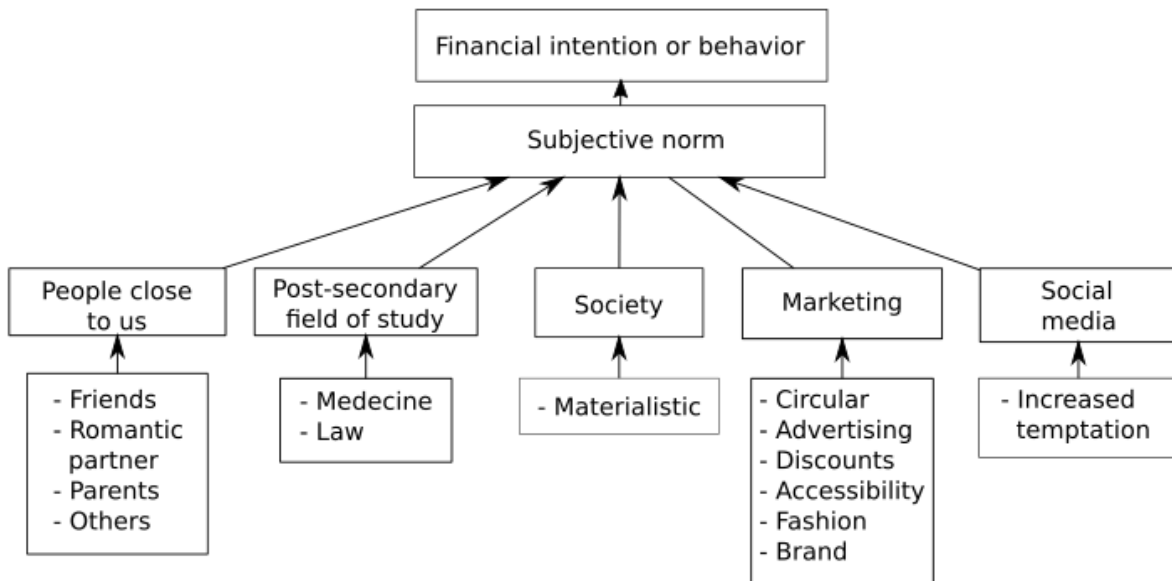 Financial intention or behavior
Subjective norm
People close
to us
Post-secondary
field of study
Society
Marketing
Social
media
- Friends
- Romantic
partner
- Parents
- Others
- Medecine
- Law
- Materialistic
- Circular
- Advertising
- Discounts
- Accessibility
- Fashion
- Brand
- Increased
temptation